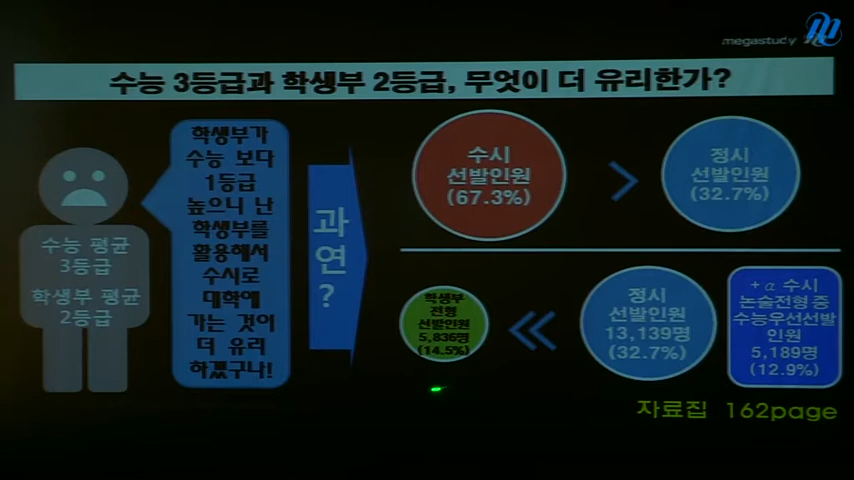 megastudy
수능 3등급과 학생부 2등급, 무엇이 더 유리한가?
학생부가
수능 보다
1등급
높으니 난
학생부를
활용해서
수시로
대학에
가는 것이
더 유리
하겠구나!
수능 평균
3등급
학생부 평균
2등급
과
연
?
수시
선발인원
(67.3%)
>
정시
선발인원
(32.7%)
학생부
전형
선발인원
5,836명
(14.5%)
≪
정시
선발인원
13,139명
(32.7%)
+α 수시
논술전형 중
수능우선선발
인원
5,189명
(12.9%)
자료집 162page